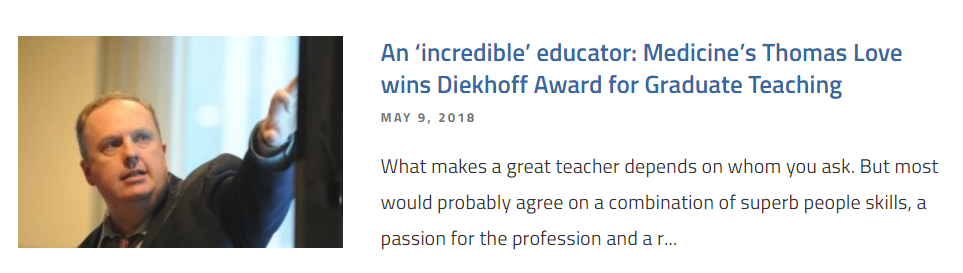 An ‘incredible’ educator: Medicine’s Thomas Love
wins Diekhoff Award for Graduate Teaching
MAY 9, 2018
What makes a great teacher depends on whom you ask. But most
would probably agree on a combination of superb people skills, a
passion for the profession and a r...